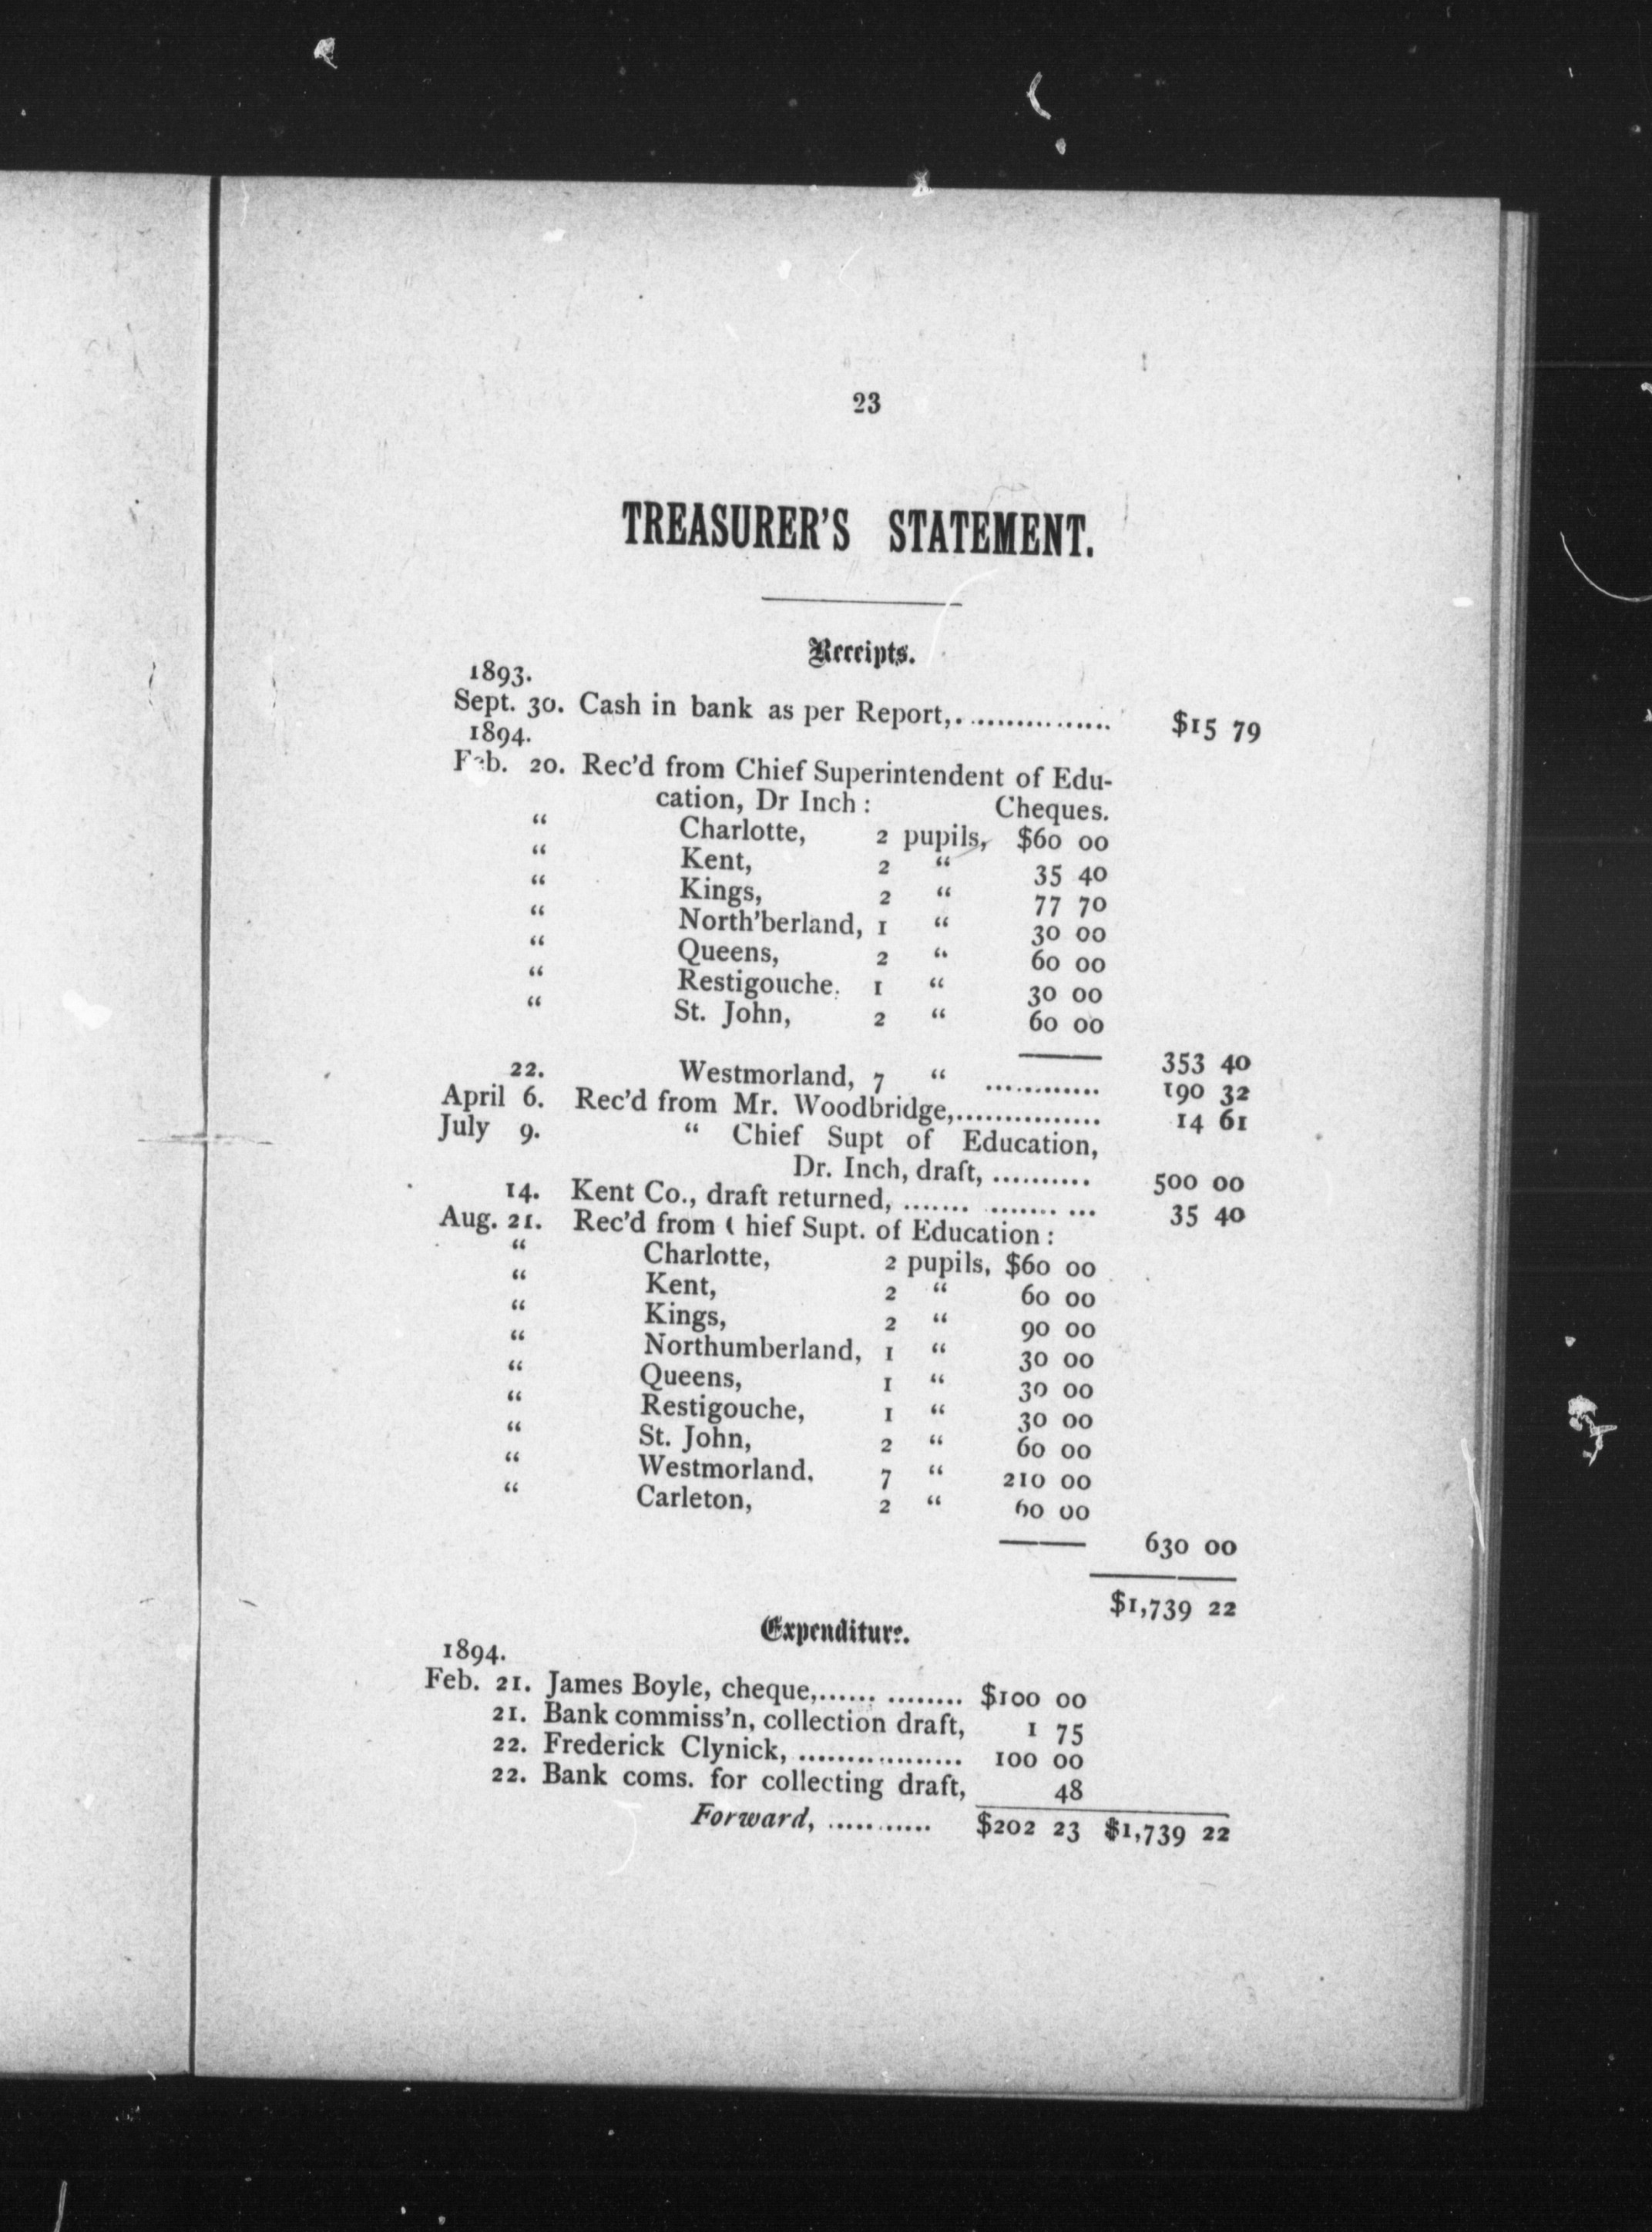 23
TREASURER'S STATEMENT.
Receipts.
1893.
Sept. 30. Cash in bank as per Report,................ $15 79
1894.
Feb. 20. Rec'd from Chief Superintendent of Edu-
cation, Dr Inch: Cheques.
" Charlotte, 2 pupils, $60 00
" Kent, 2 " 35 40
" Kings, 2 " 77 70
" North'berland, 1 " 30 00
" Queens, 2 " 60 00
" Restigouche. 1 " 30 00
" St. John, 2 " 60 00
353 40
22. Westmorland, 7 " ............ 190 32
April 6. Rec'd from Mr. Woodbridge,............... 14 61
July 9. " Chief Supt of Education,
Dr. Inch, draft, .......... 500 00
14. Kent Co., draft returned, ....... ....... ... 35 40
Aug. 21. Rec'd from Chief Supt. of Education:
" Charlotte, 2 pupils, $60 00
" Kent, 2 " 60 00
" Kings, 2 " 90 00
" Northumberland, 1 " 30 00
" Queens, 1 " 30 00
" Restigouche, 1 " 30 00
" St. John, 2 " 60 00
" Westmorland. 7 " 210 00
" Carleton, 2 " 60 00
630 00
$1,739 22
Expenditure.
1894.
Feb. 21. James Boyle, cheque,...... ........ $100 00
21. Bank commiss'n, collection draft, 1 75
22. Frederick Clynick, ................. 100 00
22. Bank coms. for collecting draft, 48
Forward, ........... $202 23 $1,739 22